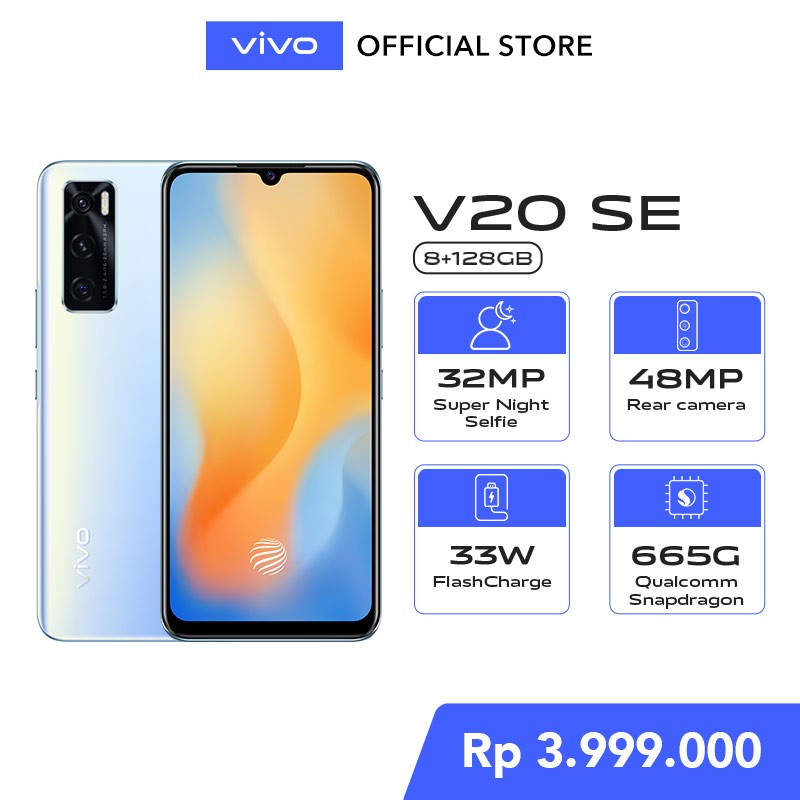 vivo OFFICIAL STORE
V20 SE
8+128GB
32MP
Super Night
Selfie
48MP
Rear camera
33W
FlashCharge
665G
Qualcomm
Snapdragon
vivo
Rp 3.999.000